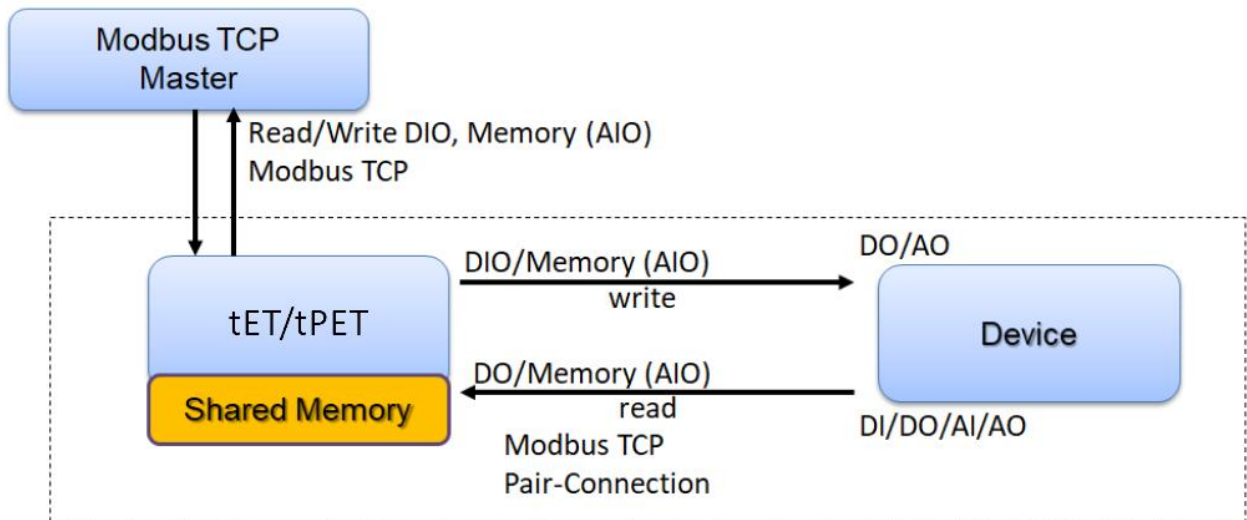 Modbus TCP
Master
Read/Write DIO, Memory (AIO)
Modbus TCP
tET/tPET
Shared Memory
DIO/Memory (AIO)
write
DO/Memory (AIO)
read
Modbus TCP
Pair-Connection
DO/AO
Device
DI/DO/AI/AO